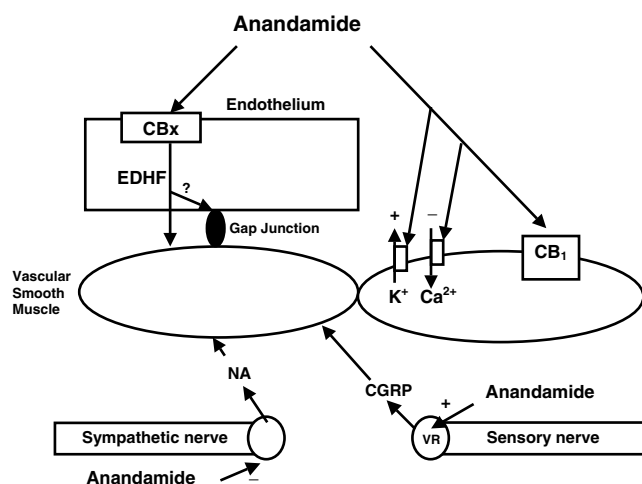 Anandamide
Endothelium
CBx
EDHF
?
Gap Junction
+
–
CB₁
Vascular
Smooth
Muscle
K⁺
Ca²⁺
NA
CGRP
+
Anandamide
Sympathetic nerve
VR
Sensory nerve
Anandamide
–